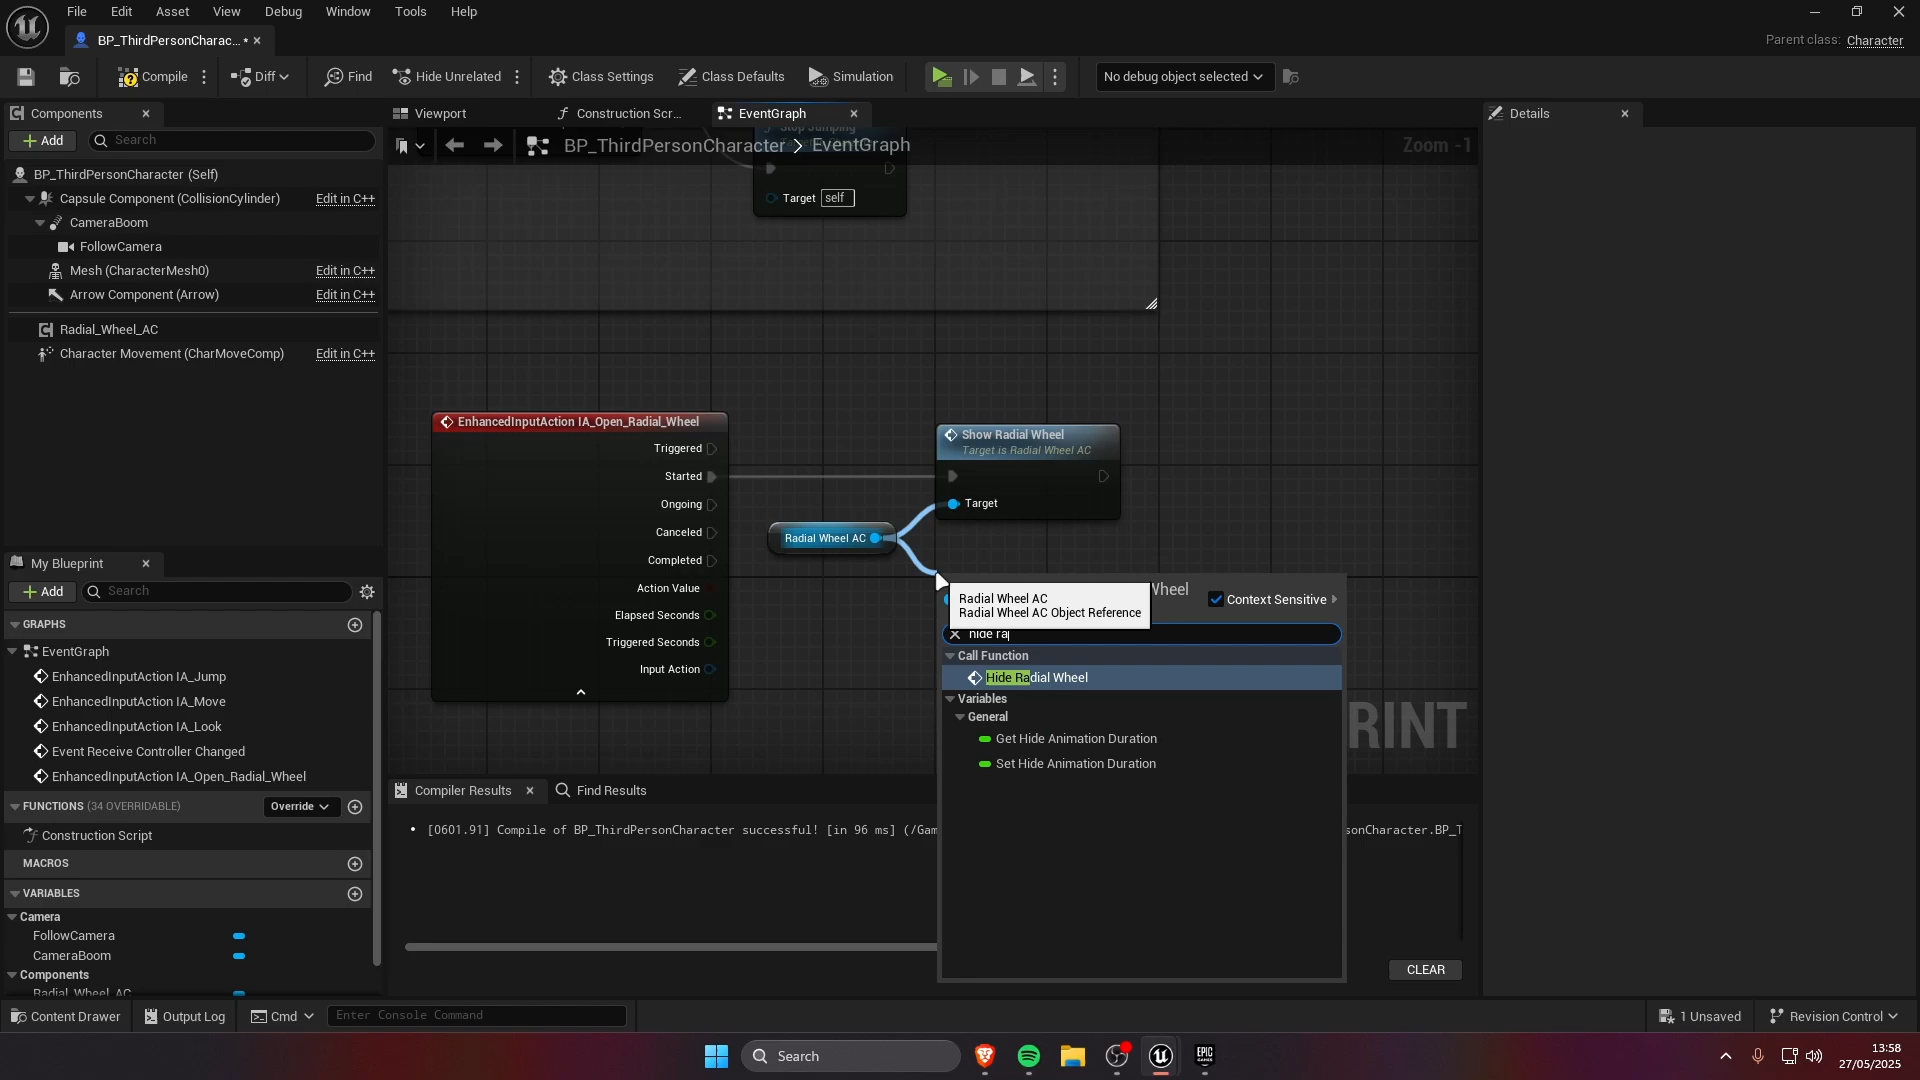 File Edit Asset View Debug Window Tools Help
BP_ThirdPersonCharac... •
Parent class: Character
Compile
Diff
Find
Hide Unrelated
Class Settings
Class Defaults
Simulation
No debug object selected
Components
Add
Search
BP_ThirdPersonCharacter (Self)
Capsule Component (CollisionCylinder) Edit in C++
CameraBoom
FollowCamera
Mesh (CharacterMesh0) Edit in C++
Arrow Component (Arrow) Edit in C++
Radial_Wheel_AC
Character Movement (CharMoveComp) Edit in C++
My Blueprint
Add
Search
GRAPHS
EventGraph
EnhancedInputAction IA_Jump
EnhancedInputAction IA_Move
EnhancedInputAction IA_Look
Event Receive Controller Changed
EnhancedInputAction IA_Open_Radial_Wheel
FUNCTIONS (34 OVERRIDABLE) Override
Construction Script
MACROS
VARIABLES
Camera
FollowCamera
CameraBoom
Components
Radial_Wheel_AC
Viewport
Construction Scr...
EventGraph
BP_ThirdPersonCharacter > EventGraph
Zoom -1
Stop Jumping
Target self
EnhancedInputAction IA_Open_Radial_Wheel
Triggered
Started
Ongoing
Canceled
Completed
Action Value
Elapsed Seconds
Triggered Seconds
Input Action
Radial Wheel AC
Show Radial Wheel
Target is Radial Wheel AC
Target
Wheel
Context Sensitive
Radial Wheel AC
Radial Wheel AC Object Reference
hide ra
Call Function
Hide Radial Wheel
Variables
General
Get Hide Animation Duration
Set Hide Animation Duration
RINT
Compiler Results
Find Results
[0601.91] Compile of BP_ThirdPersonCharacter successful! [in 96 ms] (/Gam
sonCharacter.BP_T
CLEAR
Details
Content Drawer
Output Log
Cmd
Enter Console Command
1 Unsaved
Revision Control
Search
EPIC
GAMES
13:58
27/05/2025